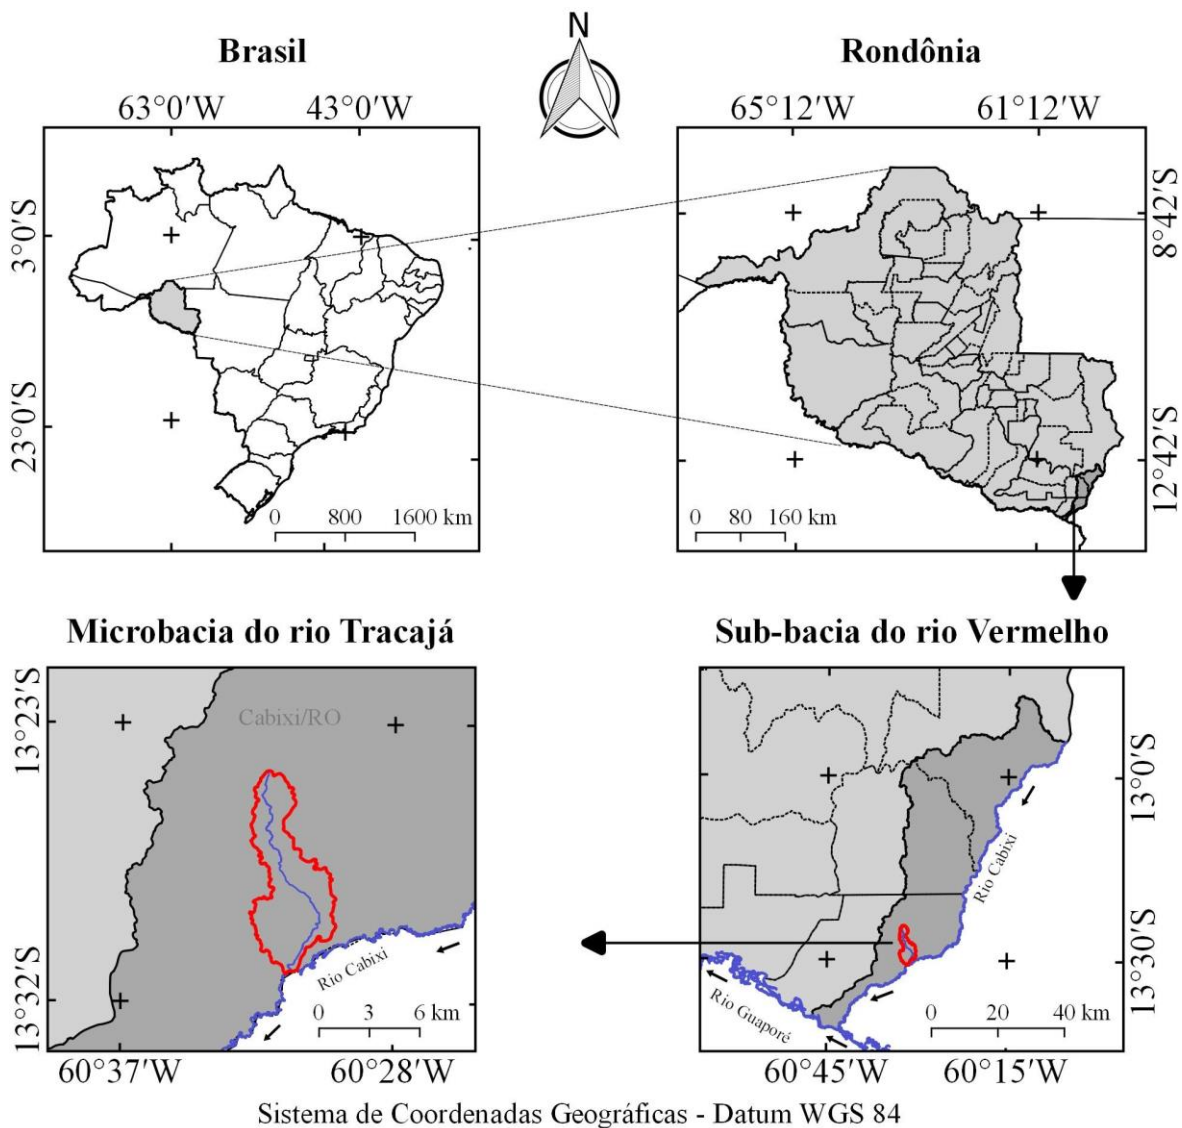 Brasil
N
Rondônia
63°0'W
43°0'W
65°12'W
61°12'W
3°0'S
23°0'S
8°42'S
12°42'S
0 800 1600 km
0 80 160 km
Microbacia do rio Tracajá
Sub-bacia do rio Vermelho
13°23'S
13°32'S
Cabixi/RO
Rio Cabixi
0 3 6 km
60°37'W
60°28'W
Rio Cabixi
Rio Guaporé
0 20 40 km
13°0'S
13°30'S
60°45'W
60°15'W
Sistema de Coordenadas Geográficas - Datum WGS 84